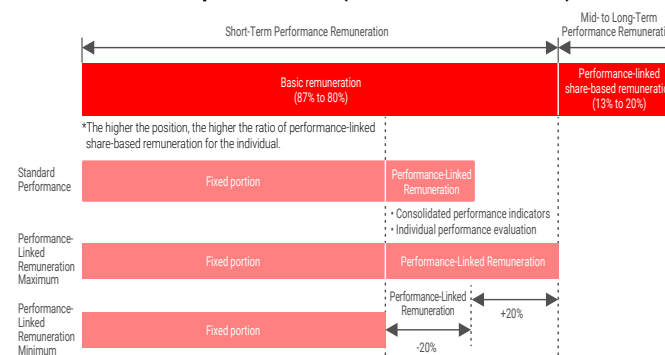 Mid- to Long-Term
Short-Term Performance Remuneration
Performance
Basic remuneration
(87% to 80%)
Performance-linked
share-based
(13% to 20%)
*The higher the position, the higher the ratio of performance-linked
share-based remuneration for the individual.
Standard
Performance
Fixed portion
Performance-Linked
Remuneration
• Consolidated performance indicators
• Individual performance evaluation
Performance-
Linked
Remuneration
Maximum
Fixed portion
Performance-Linked Remuneration
Performance-
Linked
Remuneration
Minimum
Fixed portion
Performance-Linked
Remuneration
-20%
+20%